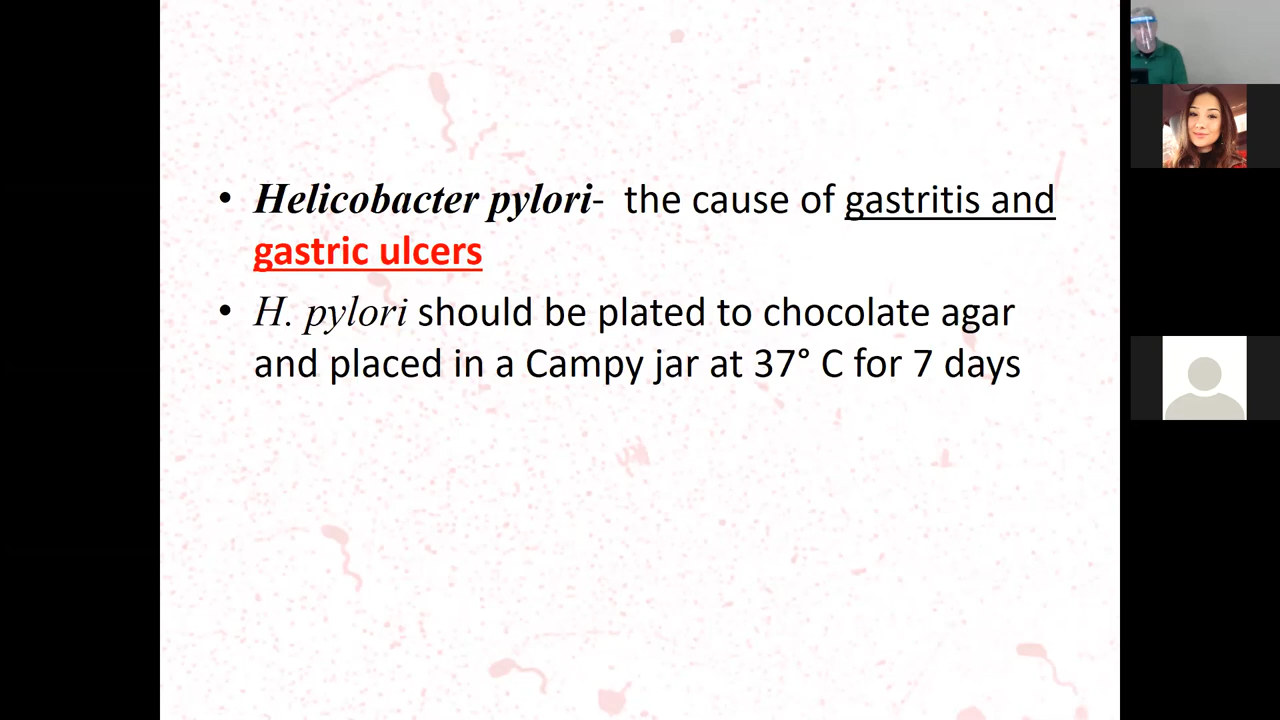 • Helicobacter pylori- the cause of gastritis and
gastric ulcers
• H. pylori should be plated to chocolate agar
and placed in a Campy jar at 37° C for 7 days